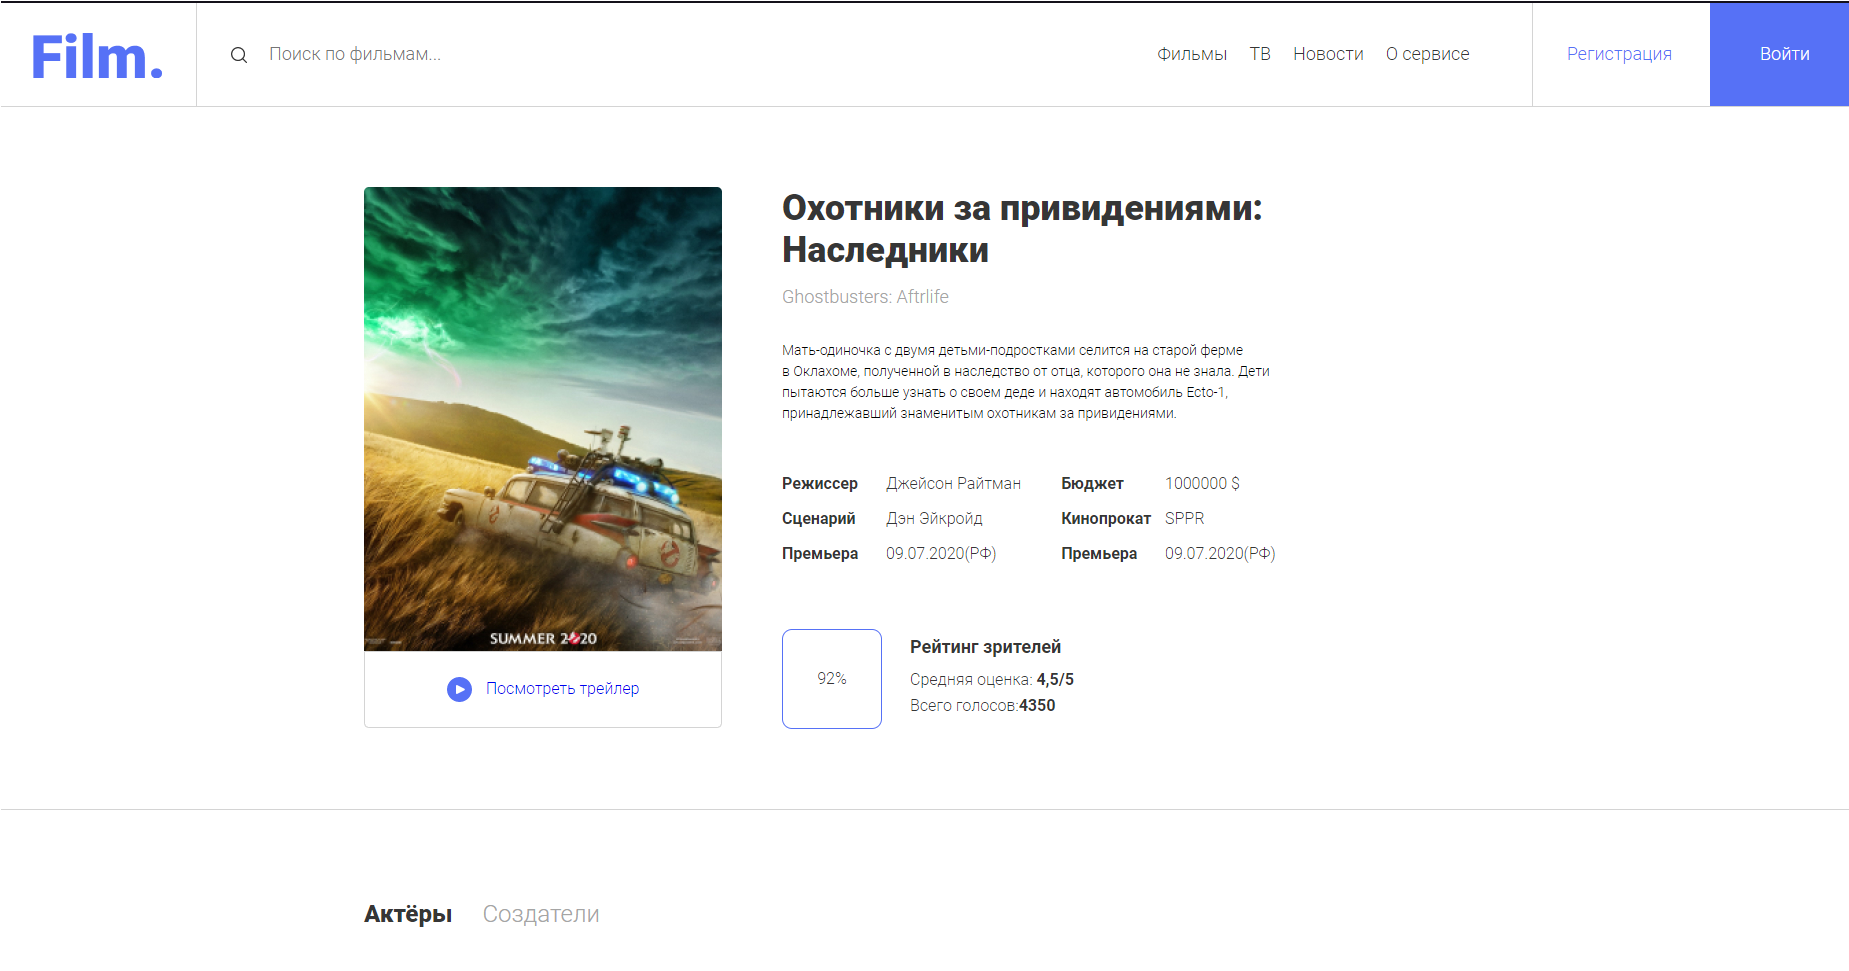 Film.
Поиск по фильмам...
Фильмы ТВ Новости О сервисе
Регистрация
Войти
SUMMER 2020
Посмотреть трейлер
Охотники за привидениями:
Наследники
Ghostbusters: Aftrlife
Мать-одиночка с двумя детьми-подростками селится на старой ферме
в Оклахоме, полученной в наследство от отца, которого она не знала. Дети
пытаются больше узнать о своем деде и находят автомобиль Ecto-1,
принадлежавший знаменитым охотникам за привидениями.
Режиссер Джейсон Райтман Бюджет 1000000 $
Сценарий Дэн Эйкройд Кинопрокат SPPR
Премьера 09.07.2020(РФ) Премьера 09.07.2020(РФ)
92%
Рейтинг зрителей
Средняя оценка: 4,5/5
Всего голосов:4350
Актёры Создатели